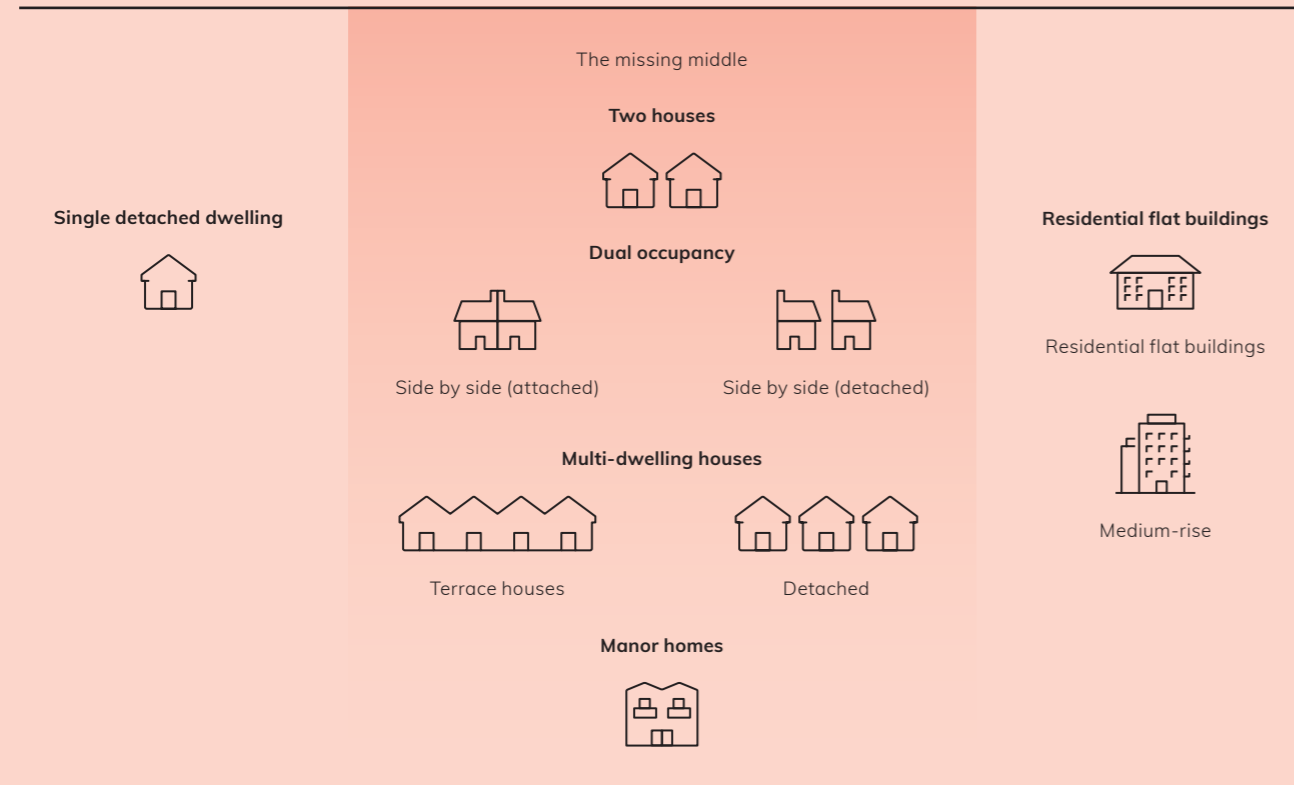 The missing middle
Two houses
Single detached dwelling
Residential flat buildings
Dual occupancy
Residential flat buildings
Side by side (attached)
Side by side (detached)
Multi-dwelling houses
Medium-rise
Terrace houses
Detached
Manor homes